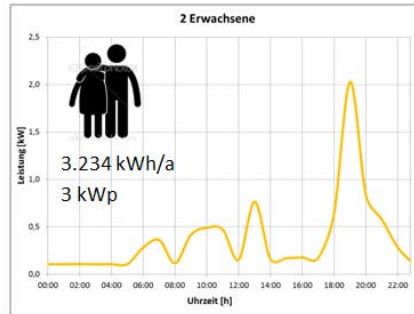 2 Erwachsene
Leistung [kW]
2,5
2,0
1,5
1,0
0,5
0,0
3.234 kWh/a
3 kWp
00:00 02:00 04:00 06:00 08:00 10:00 12:00 14:00 16:00 18:00 20:00 22:00
Uhrzeit [h]